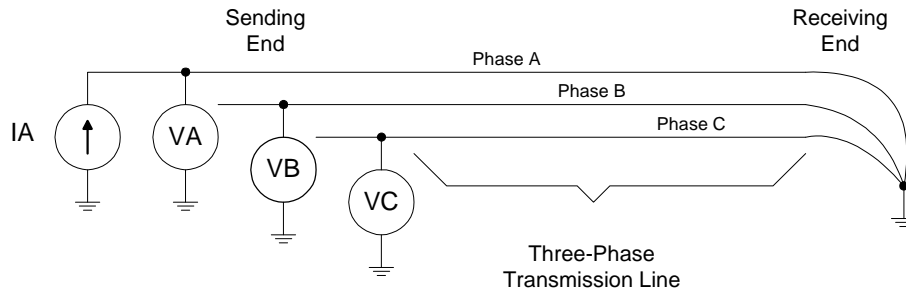 Sending
End
Receiving
End
Phase A
Phase B
Phase C
IA
VA
VB
VC
Three-Phase
Transmission Line